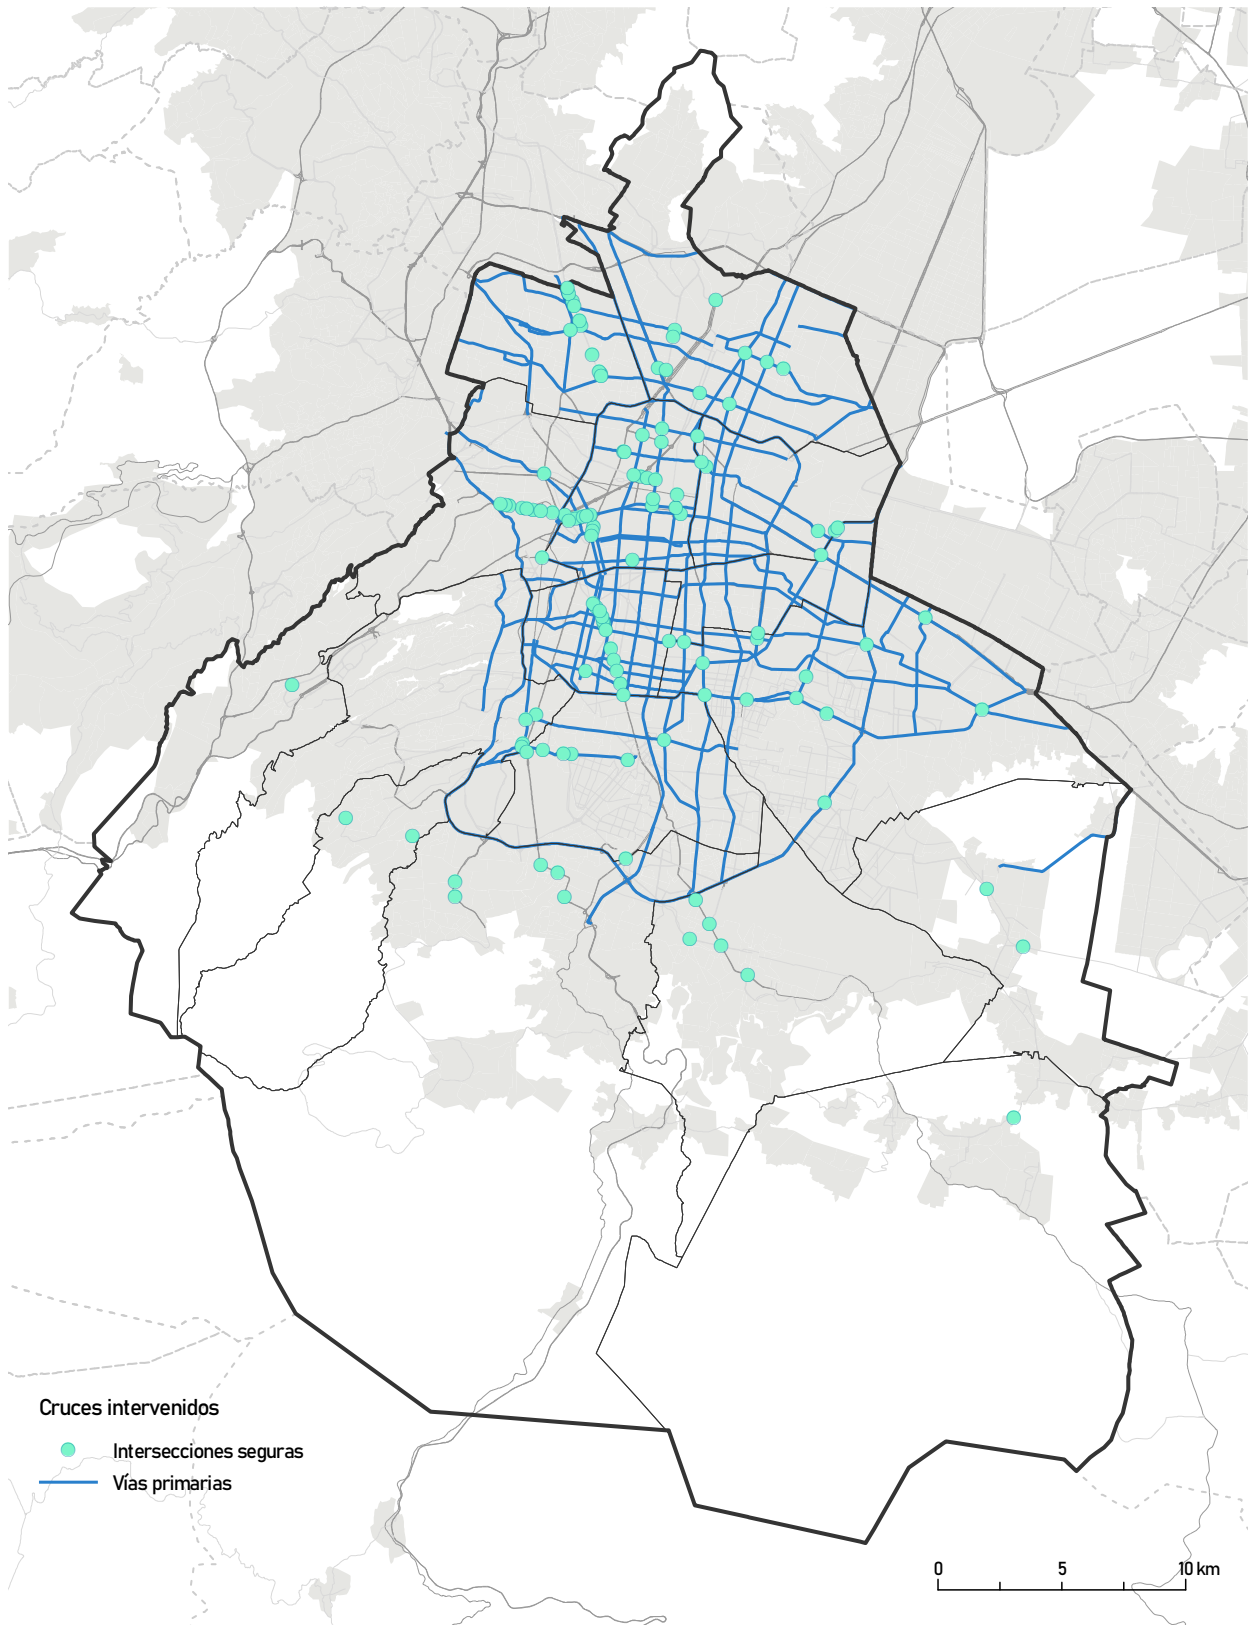 Cruces intervenidos
Intersecciones seguras
Vías primarias
0 5 10 km